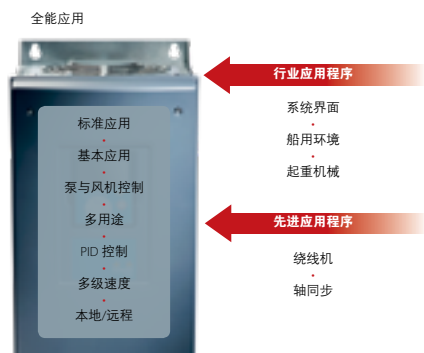 全能应用
行业应用程序
系统界面
船用环境
起重机械
标准应用
基本应用
泵与风机控制
多用途
PID 控制
多级速度
本地/远程
先进应用程序
绕线机
轴同步